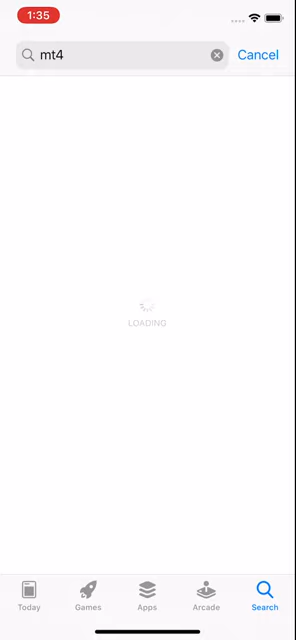 1:35
mt4
Cancel
LOADING
Today
Games
Apps
Arcade
Search